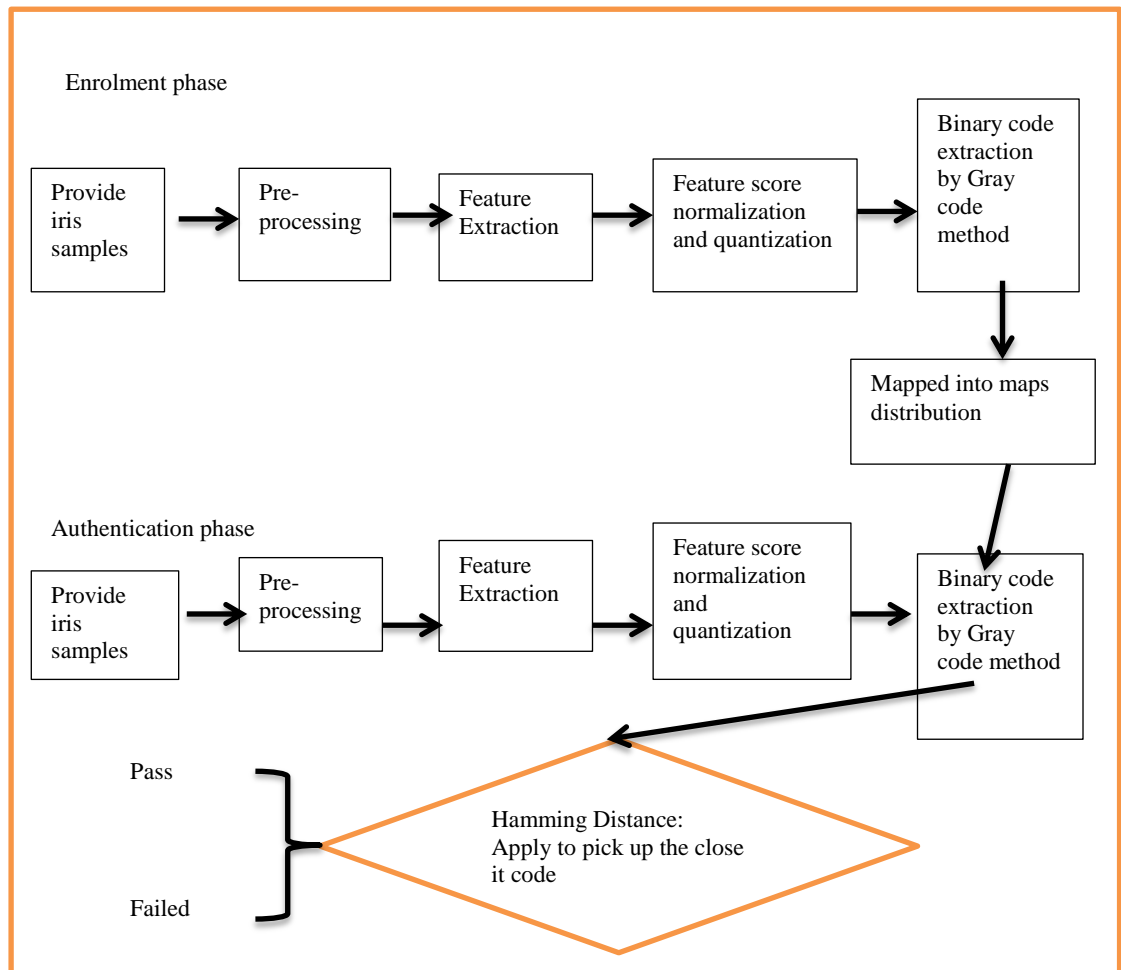 Enrolment phase
Provide
iris
samples
Pre-
processing
Feature
Extraction
Feature score
normalization
and quantization
Binary code
extraction
by Gray
code
method
Mapped into maps
distribution
Authentication phase
Provide
iris
samples
Pre-
processing
Feature
Extraction
Feature score
normalization
and
quantization
Binary code
extraction
by Gray
code method
Hamming Distance:
Apply to pick up the close
it code
Pass
Failed